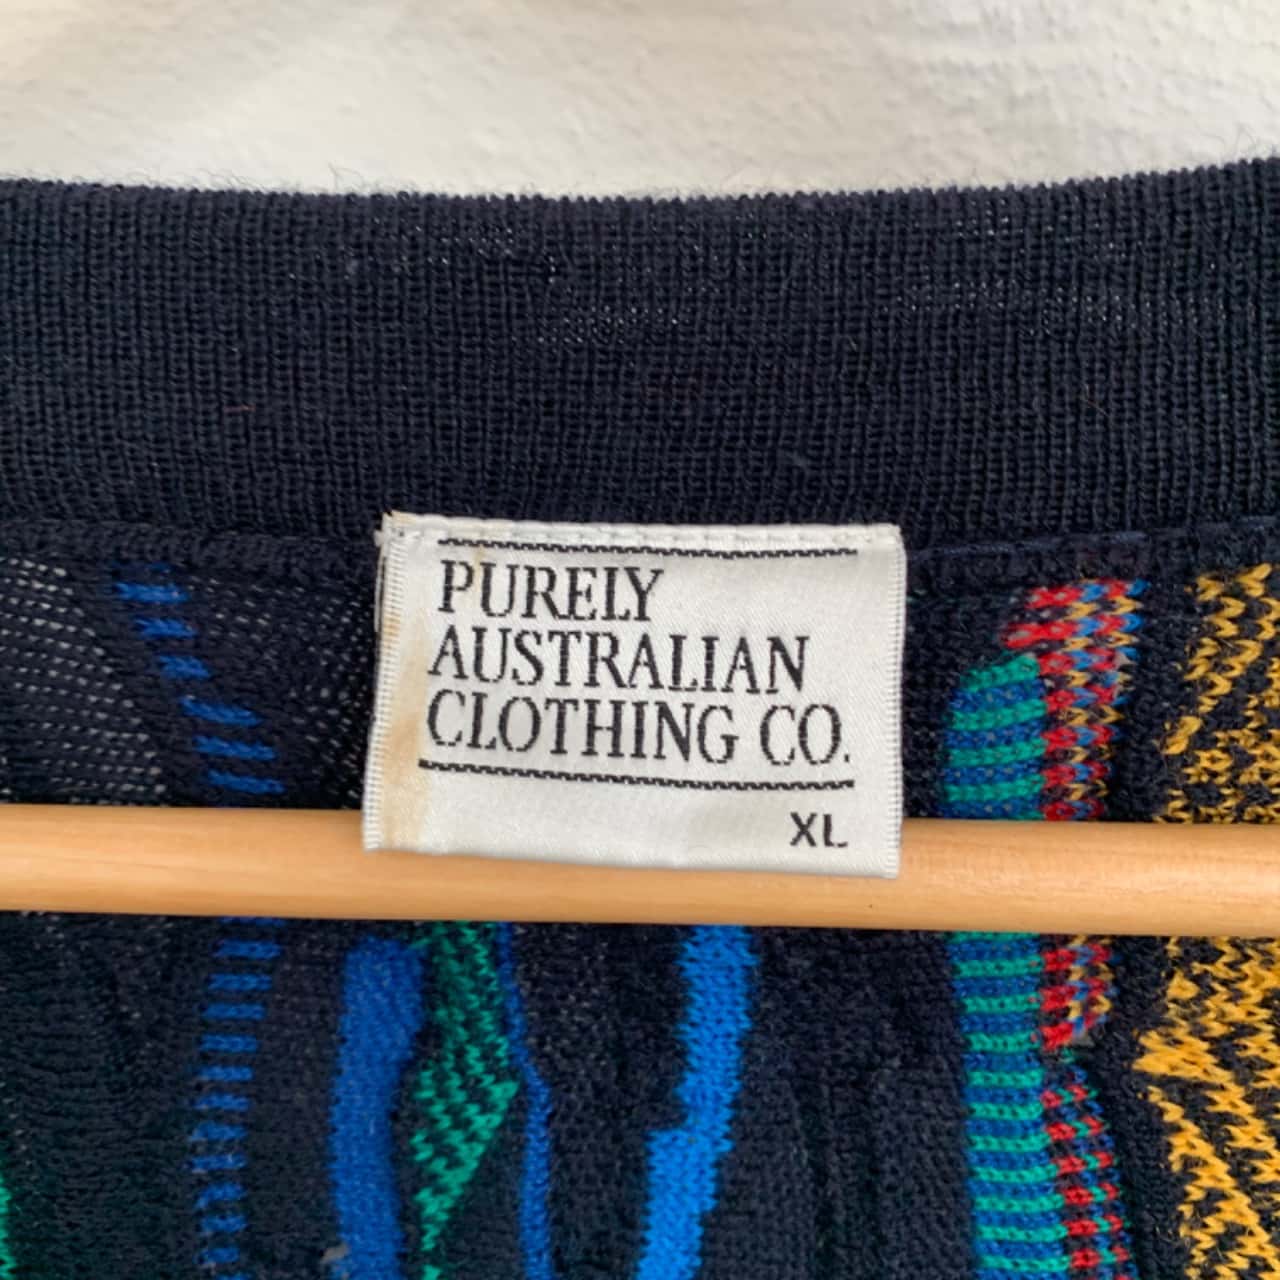 PURELY
AUSTRALIAN
CLOTHING CO.
XL